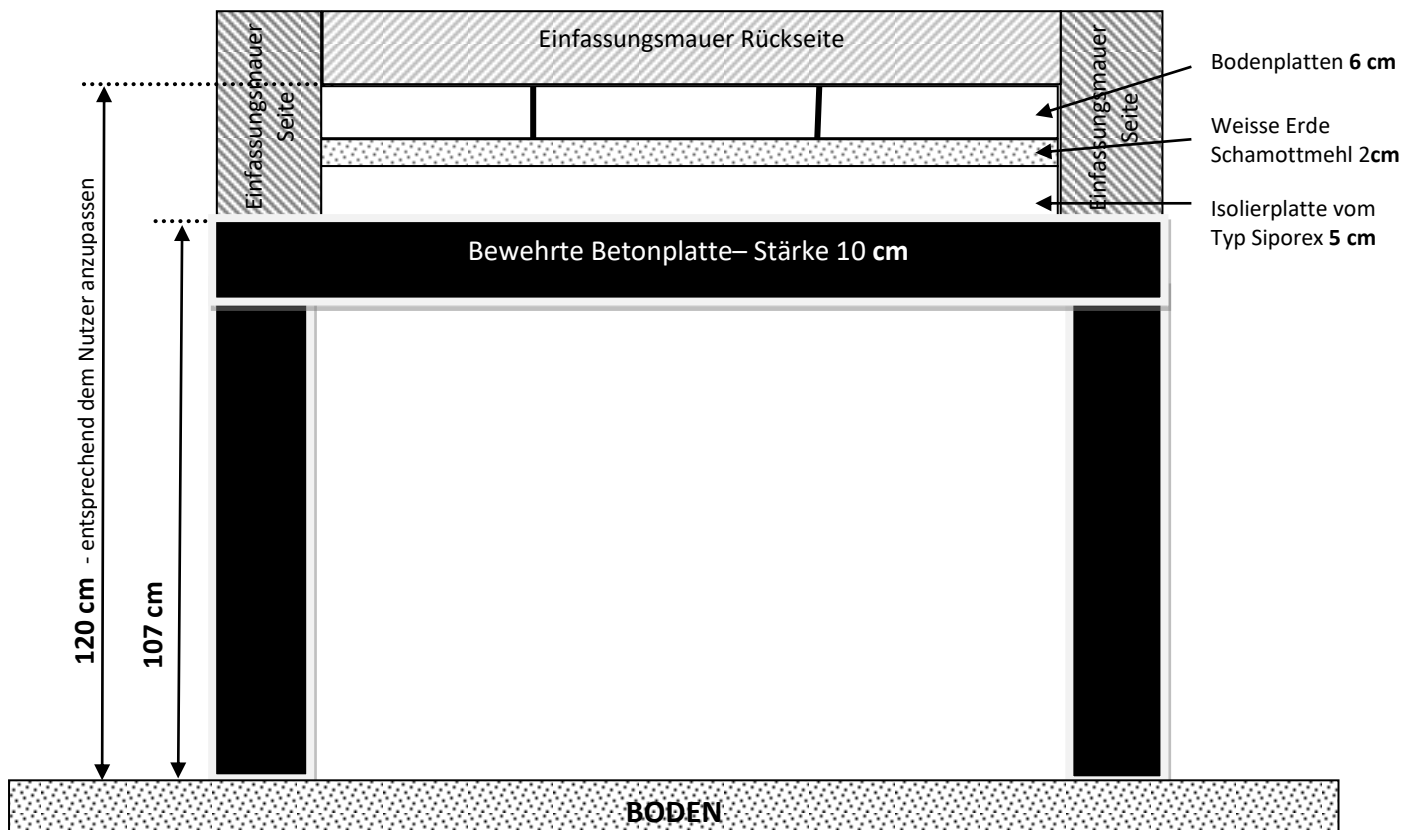 Einfassungsmauer Rückseite
Einfassungsmauer
Seite
Einfassungsmauer
Seite
Bodenplatten 6 cm
Weisse Erde
Schamottmehl 2cm
Isolierplatte vom
Typ Siporex 5 cm
Bewehrte Betonplatte– Stärke 10 cm
120 cm - entsprechend dem Nutzer anzupassen
107 cm
BODEN